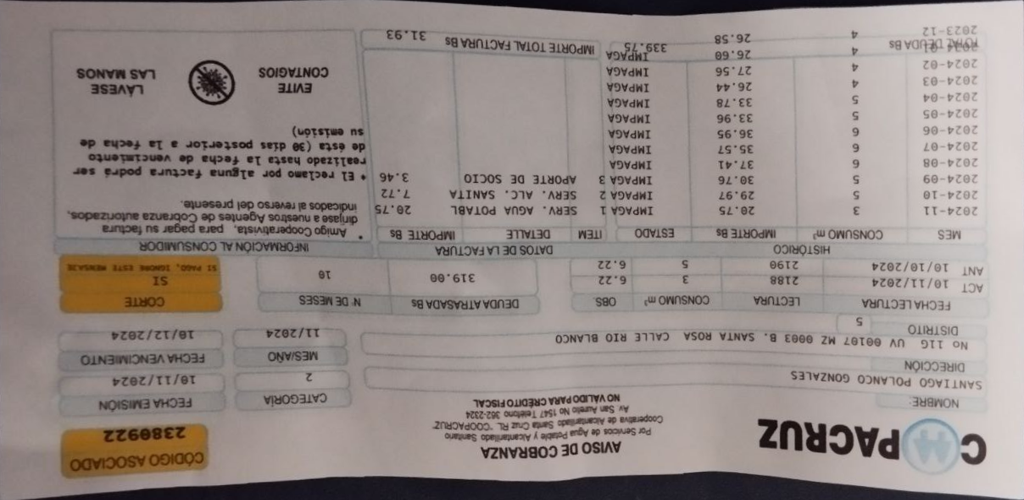 COOPACRUZ
AVISO DE COBRANZA
Por Servicios de Agua Potable y Alcantarillado Sanitario
Cooperativa de Alcantarillado Santa Cruz RL. "COOPACRUZ"
Av. San Aurelio No 1547 Teléfono 362-2324
NO VALIDO PARA CRÉDITO FISCAL
CÓDIGO ASOCIADO
2380922
NOMBRE:
SANTIAGO POLANCO GONZALES
CATEGORÍA
2
FECHA EMISIÓN
10/11/2024
DIRECCIÓN
No 11G UV 00107 MZ 0003 B. SANTA ROSA CALLE RIO BLANCO
MES/AÑO
11/2024
FECHA VENCIMIENTO
10/12/2024
DISTRITO
5
FECHA LECTURA LECTURA CONSUMO m³ OBS.
ACT 10/11/2024 3 6.22
ANT 10/10/2024 2190 5 6.22
DEUDA ATRASADA Bs
319.00
N° DE MESES
10
CORTE
SI
SI PAGO, IGNORE ESTE MENSAJE
HISTÓRICO
MES CONSUMO m³ IMPORTE Bs ESTADO
2024-11 3 20.75 IMPAGA
2024-10 5 29.97 IMPAGA
2024-09 5 30.76 IMPAGA
2024-08 6 37.41 IMPAGA
2024-07 6 35.57 IMPAGA
2024-06 6 36.95 IMPAGA
2024-05 5 33.96 IMPAGA
2024-04 5 33.78 IMPAGA
2024-03 4 26.44 IMPAGA
2024-02 4 27.56 IMPAGA
2024-01 4 26.60 IMPAGA
TOTAL DEUDA Bs 339.75
2023-12 4 26.58
DATOS DE LA FACTURA
ITEM DETALLE IMPORTE Bs
1 SERV. AGUA POTABL 20.75
2 SERV. ALC. SANITA 7.72
3 APORTE DE SOCIO 3.46
IMPORTE TOTAL FACTURA Bs 31.93
INFORMACIÓN AL CONSUMIDOR
* Amigo Cooperativista, para pagar su factura
diríjase a nuestros Agentes de Cobranza autorizados,
indicados al reverso del presente.
• El reclamo por alguna factura podrá ser
realizado hasta la fecha de vencimiento
de ésta (30 días posterior a la fecha de
su emisión)
EVITE
CONTAGIOS
LÁVESE
LAS MANOS